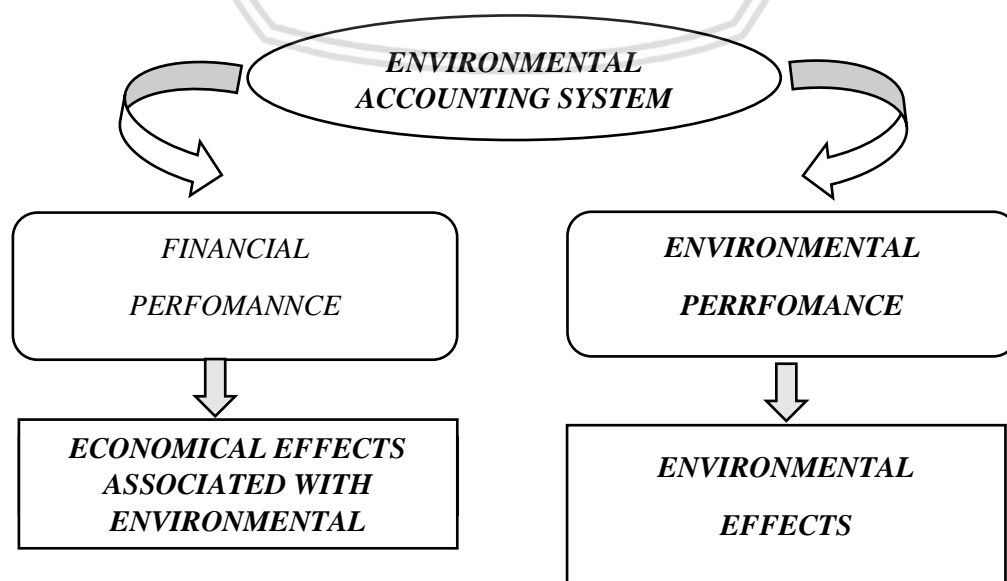 ENVIRONMENTAL
ACCOUNTING SYSTEM
FINANCIAL
PERFOMANNCE
ENVIRONMENTAL
PERRFOMANCE
ECONOMICAL EFFECTS
ASSOCIATED WITH
ENVIRONMENTAL
ENVIRONMENTAL
EFFECTS